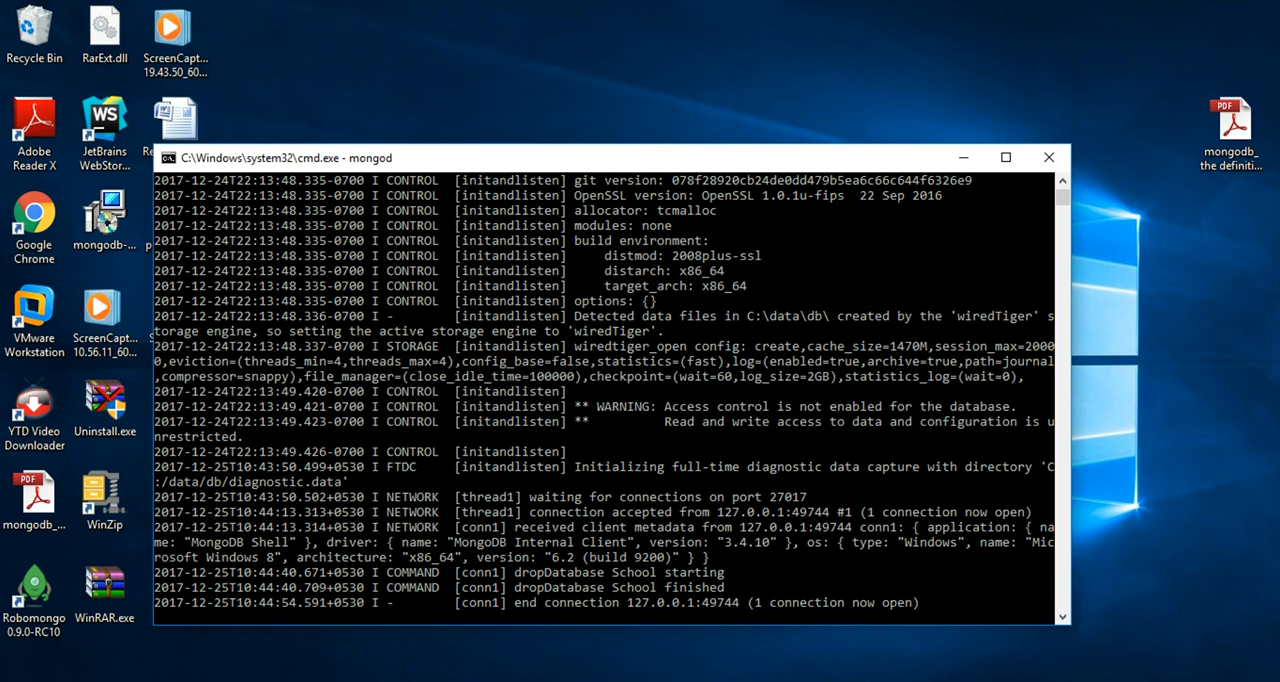 Recycle Bin
RarExt.dll
ScreenCapt...
19.43.50_60...
Adobe
Reader X
WS
JetBrains
WebStor...
Re
PDF
mongodb_
the definiti...
Google
Chrome
mongodb-...
p
VMware
Workstation
ScreenCapt...
10.56.11_60...
S
YTD Video
Downloader
Uninstall.exe
PDF
mongodb_...
WinZip
Robomongo
0.9.0-RC10
WinRAR.exe
C:\Windows\system32\cmd.exe - mongod
2017-12-24T22:13:48.335-0700 I CONTROL  [initandlisten] git version: 078f28920cb24de0dd479b5ea6c66c644f6326e9
2017-12-24T22:13:48.335-0700 I CONTROL  [initandlisten] OpenSSL version: OpenSSL 1.0.1u-fips  22 Sep 2016
2017-12-24T22:13:48.335-0700 I CONTROL  [initandlisten] allocator: tcmalloc
2017-12-24T22:13:48.335-0700 I CONTROL  [initandlisten] modules: none
2017-12-24T22:13:48.335-0700 I CONTROL  [initandlisten] build environment:
2017-12-24T22:13:48.335-0700 I CONTROL  [initandlisten]     distmod: 2008plus-ssl
2017-12-24T22:13:48.335-0700 I CONTROL  [initandlisten]     distarch: x86_64
2017-12-24T22:13:48.335-0700 I CONTROL  [initandlisten]     target_arch: x86_64
2017-12-24T22:13:48.335-0700 I CONTROL  [initandlisten] options: {}
2017-12-24T22:13:48.336-0700 I -        [initandlisten] Detected data files in C:\data\db\ created by the 'wiredTiger' s
torage engine, so setting the active storage engine to 'wiredTiger'.
2017-12-24T22:13:48.337-0700 I STORAGE  [initandlisten] wiredtiger_open config: create,cache_size=1470M,session_max=2000
0,eviction=(threads_min=4,threads_max=4),config_base=false,statistics=(fast),log=(enabled=true,archive=true,path=journal
,compressor=snappy),file_manager=(close_idle_time=100000),checkpoint=(wait=60,log_size=2GB),statistics_log=(wait=0),
2017-12-24T22:13:49.420-0700 I CONTROL  [initandlisten]
2017-12-24T22:13:49.421-0700 I CONTROL  [initandlisten] ** WARNING: Access control is not enabled for the database.
2017-12-24T22:13:49.423-0700 I CONTROL  [initandlisten] **          Read and write access to data and configuration is u
nrestricted.
2017-12-24T22:13:49.426-0700 I CONTROL  [initandlisten]
2017-12-25T10:43:50.499+0530 I FTDC     [initandlisten] Initializing full-time diagnostic data capture with directory 'C
:/data/db/diagnostic.data'
2017-12-25T10:43:50.502+0530 I NETWORK  [thread1] waiting for connections on port 27017
2017-12-25T10:44:13.313+0530 I NETWORK  [thread1] connection accepted from 127.0.0.1:49744 #1 (1 connection now open)
2017-12-25T10:44:13.314+0530 I NETWORK  [conn1] received client metadata from 127.0.0.1:49744 conn1: { application: { na
me: "MongoDB Shell" }, driver: { name: "MongoDB Internal Client", version: "3.4.10" }, os: { type: "Windows", name: "Mic
rosoft Windows 8", architecture: "x86_64", version: "6.2 (build 9200)" } }
2017-12-25T10:44:40.671+0530 I COMMAND  [conn1] dropDatabase School starting
2017-12-25T10:44:40.709+0530 I COMMAND  [conn1] dropDatabase School finished
2017-12-25T10:44:54.591+0530 I -        [conn1] end connection 127.0.0.1:49744 (1 connection now open)